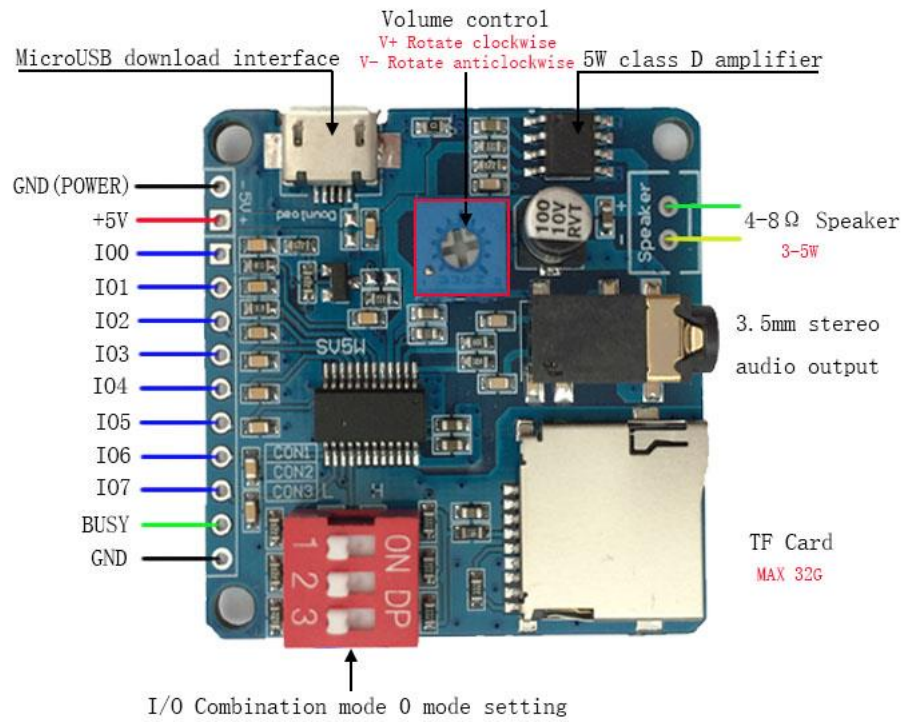 Volume control
V+ Rotate clockwise
V- Rotate anticlockwise
MicroUSB download interface
5W class D amplifier
GND(POWER)
+5V
IO0
IO1
IO2
IO3
IO4
IO5
IO6
IO7
BUSY
GND
-5V+
Download
100
10V
RVT
Speaker
+
-
4-8Ω Speaker
3-5W
3.5mm stereo
audio output
CON1
CON2
CON3
L
H
ON DP
1
2
3
TF Card
MAX 32G
I/O Combination mode 0 mode setting